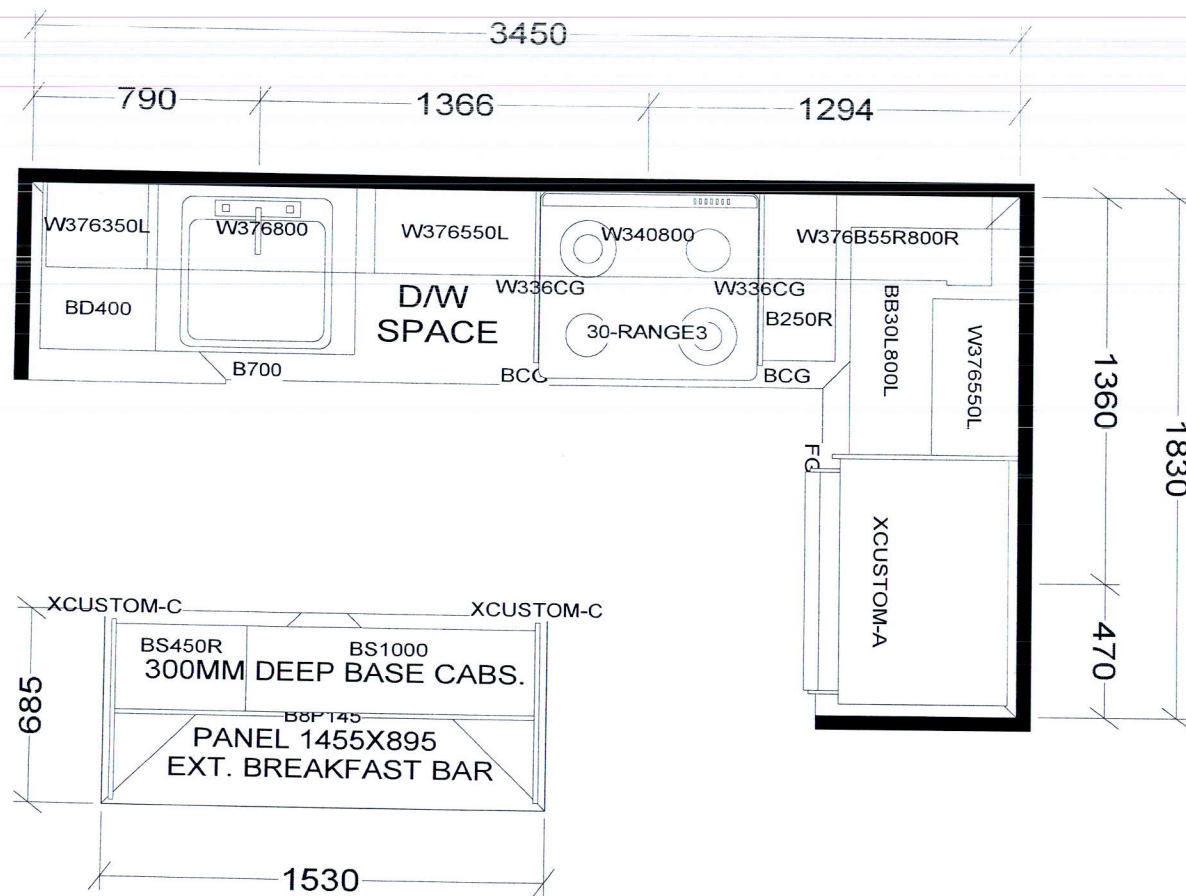 3450
790
1366
1294
W376350L
W376800
W376550L
W340800
W376B55R800R
W336CG
W336CG
BD400
D/W
SPACE
30-RANGE3
B250R
BB30L800L
W376550L
B700
BCG
BCG
1360
1830
FG
XCUSTOM-A
470
XCUSTOM-C
XCUSTOM-C
BS450R
BS1000
300MM DEEP BASE CABS.
685
B8P145
PANEL 1455X895
EXT. BREAKFAST BAR
1530